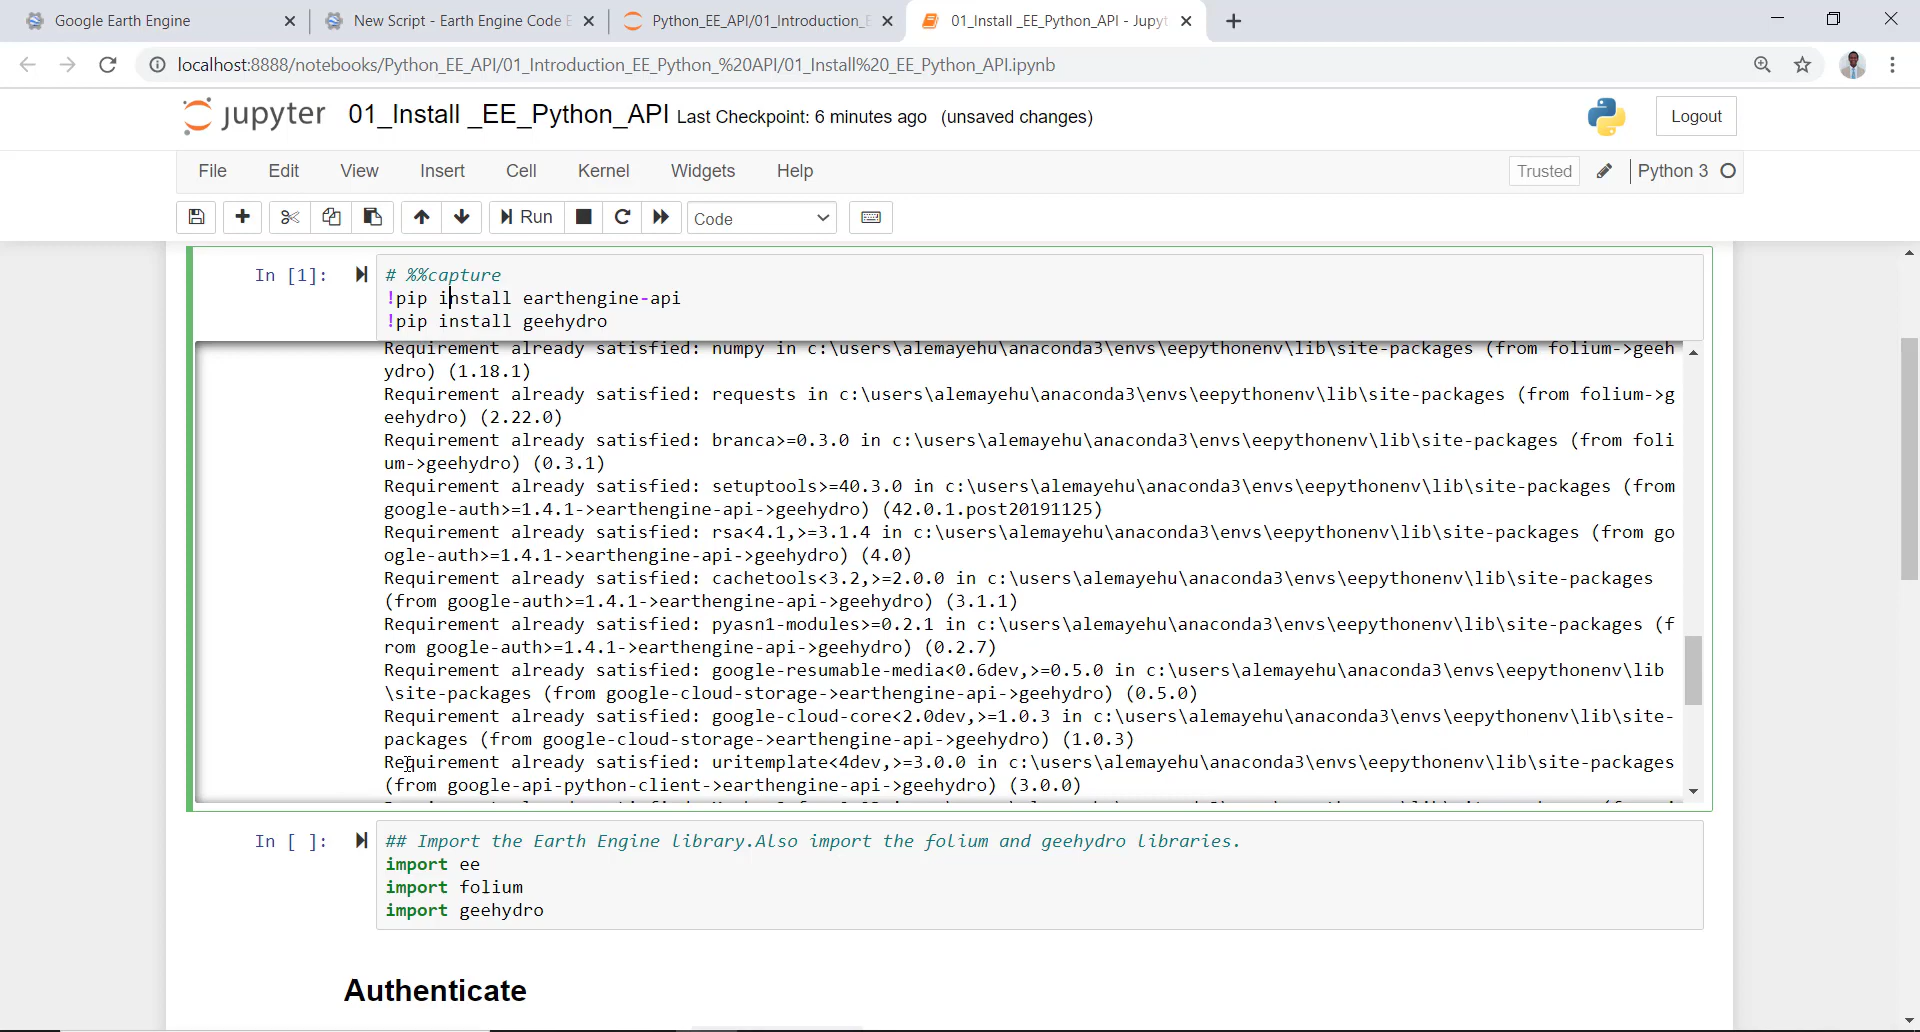 Google Earth Engine
New Script - Earth Engine Code E
Python_EE_API/01_Introduction_E
01_Install _EE_Python_API - Jupyt
localhost:8888/notebooks/Python_EE_API/01_Introduction_EE_Python_%20API/01_Install%20_EE_Python_API.ipynb
jupyter 01_Install _EE_Python_API Last Checkpoint: 6 minutes ago (unsaved changes)
Logout
File Edit View Insert Cell Kernel Widgets Help
Trusted Python 3
Run Code
In [1]: # %%capture
!pip install earthengine-api
!pip install geehydro
Requirement already satisfied: numpy in c:\users\alemayehu\anaconda3\envs\eepythonenv\lib\site-packages (from folium->geeh
ydro) (1.18.1)
Requirement already satisfied: requests in c:\users\alemayehu\anaconda3\envs\eepythonenv\lib\site-packages (from folium->g
eehydro) (2.22.0)
Requirement already satisfied: branca>=0.3.0 in c:\users\alemayehu\anaconda3\envs\eepythonenv\lib\site-packages (from foli
um->geehydro) (0.3.1)
Requirement already satisfied: setuptools>=40.3.0 in c:\users\alemayehu\anaconda3\envs\eepythonenv\lib\site-packages (from
google-auth>=1.4.1->earthengine-api->geehydro) (42.0.1.post20191125)
Requirement already satisfied: rsa<4.1,>=3.1.4 in c:\users\alemayehu\anaconda3\envs\eepythonenv\lib\site-packages (from go
ogle-auth>=1.4.1->earthengine-api->geehydro) (4.0)
Requirement already satisfied: cachetools<3.2,>=2.0.0 in c:\users\alemayehu\anaconda3\envs\eepythonenv\lib\site-packages
(from google-auth>=1.4.1->earthengine-api->geehydro) (3.1.1)
Requirement already satisfied: pyasn1-modules>=0.2.1 in c:\users\alemayehu\anaconda3\envs\eepythonenv\lib\site-packages (f
rom google-auth>=1.4.1->earthengine-api->geehydro) (0.2.7)
Requirement already satisfied: google-resumable-media<0.6dev,>=0.5.0 in c:\users\alemayehu\anaconda3\envs\eepythonenv\lib
\site-packages (from google-cloud-storage->earthengine-api->geehydro) (0.5.0)
Requirement already satisfied: google-cloud-core<2.0dev,>=1.0.3 in c:\users\alemayehu\anaconda3\envs\eepythonenv\lib\site-
packages (from google-cloud-storage->earthengine-api->geehydro) (1.0.3)
Requirement already satisfied: uritemplate<4dev,>=3.0.0 in c:\users\alemayehu\anaconda3\envs\eepythonenv\lib\site-packages
(from google-api-python-client->earthengine-api->geehydro) (3.0.0)
In [ ]: ## Import the Earth Engine library.Also import the folium and geehydro libraries.
import ee
import folium
import geehydro
Authenticate